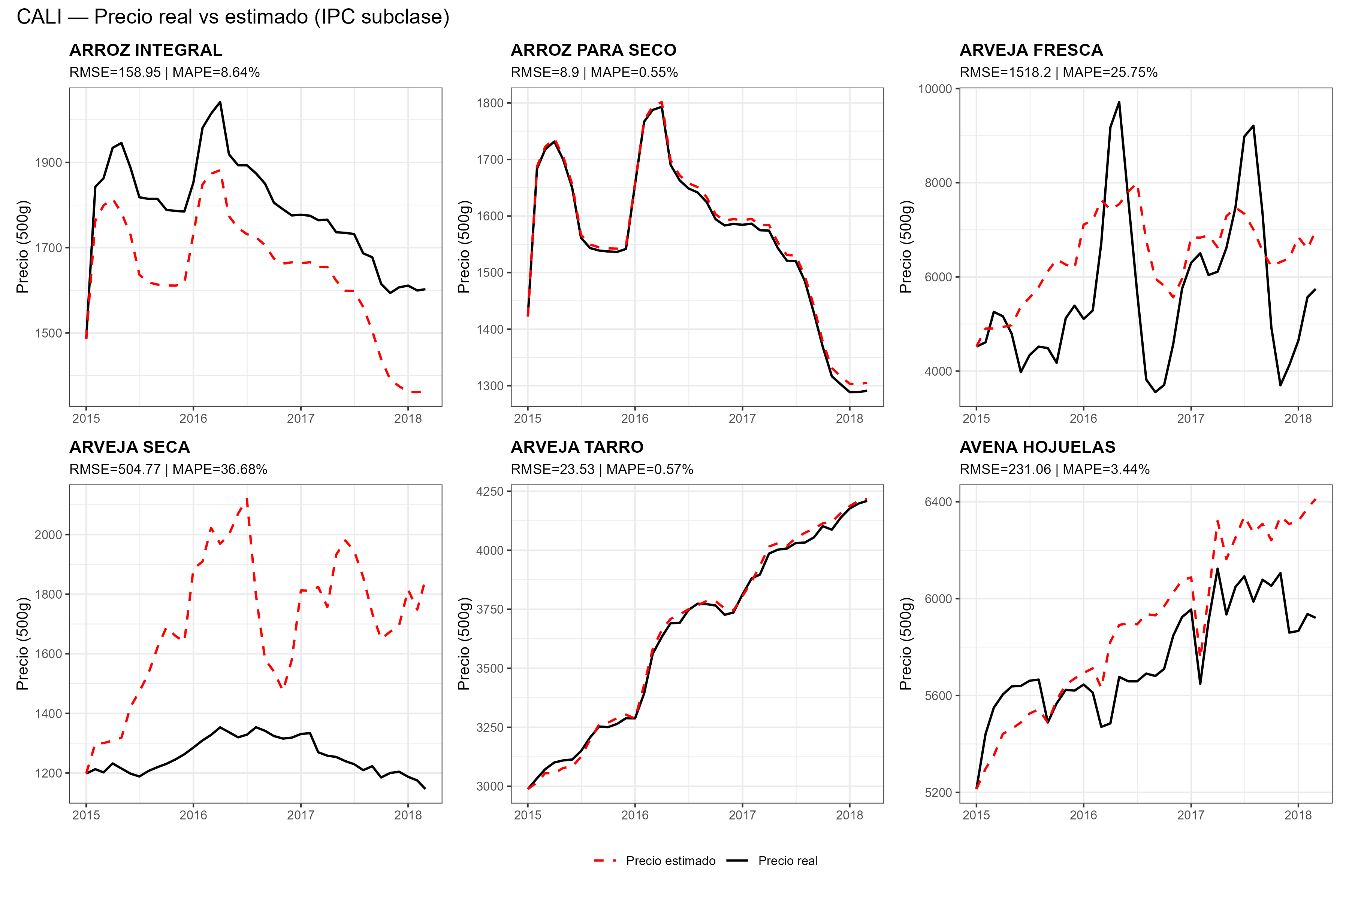 CALI — Precio real vs estimado (IPC subclase)
ARROZ INTEGRAL
RMSE=158.95 | MAPE=8.64%
Precio (500g)
1900
1700
1500
2015 2016 2017 2018
ARROZ PARA SECO
RMSE=8.9 | MAPE=0.55%
Precio (500g)
1800
1700
1600
1500
1400
1300
2015 2016 2017 2018
ARVEJA FRESCA
RMSE=1518.2 | MAPE=25.75%
Precio (500g)
10000
8000
6000
4000
2015 2016 2017 2018
ARVEJA SECA
RMSE=504.77 | MAPE=36.68%
Precio (500g)
2000
1800
1600
1400
1200
2015 2016 2017 2018
ARVEJA TARRO
RMSE=23.53 | MAPE=0.57%
Precio (500g)
4250
4000
3750
3500
3250
3000
2015 2016 2017 2018
AVENA HOJUELAS
RMSE=231.06 | MAPE=3.44%
Precio (500g)
6400
6000
5600
5200
2015 2016 2017 2018
Precio estimado Precio real